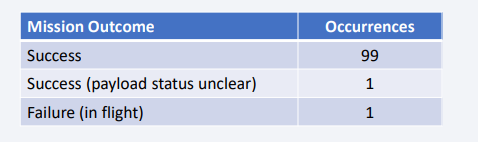 Mission Outcome Occurrences
Success 99
Success (payload status unclear) 1
Failure (in flight) 1